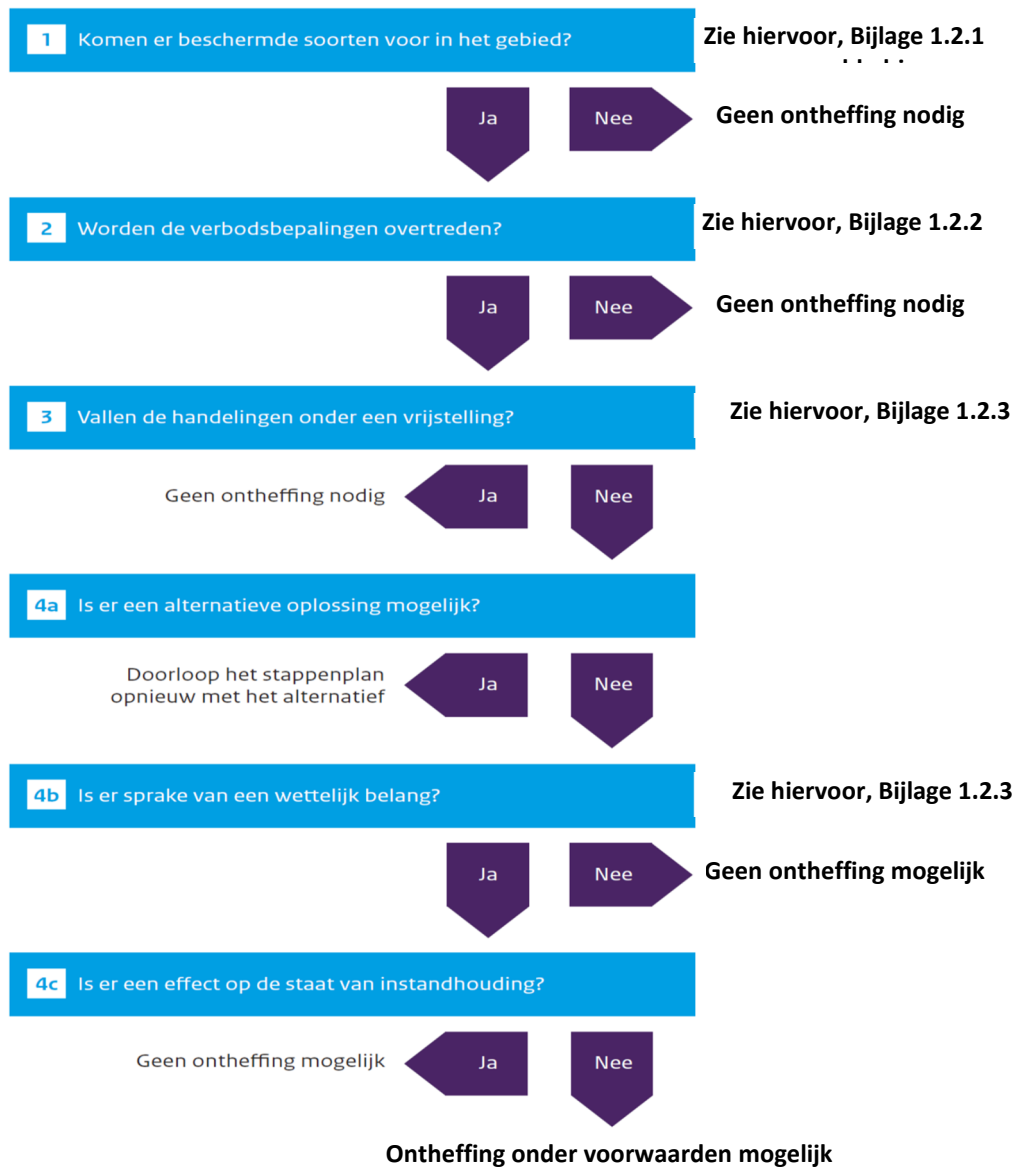 1 Komen er beschermde soorten voor in het gebied?
Zie hiervoor, Bijlage 1.2.1
Ja
Nee
Geen ontheffing nodig
2 Worden de verbodsbepalingen overtreden?
Zie hiervoor, Bijlage 1.2.2
Ja
Nee
Geen ontheffing nodig
3 Vallen de handelingen onder een vrijstelling?
Zie hiervoor, Bijlage 1.2.3
Geen ontheffing nodig
Ja
Nee
4a Is er een alternatieve oplossing mogelijk?
Doorloop het stappenplan
opnieuw met het alternatief
Ja
Nee
4b Is er sprake van een wettelijk belang?
Zie hiervoor, Bijlage 1.2.3
Ja
Nee
Geen ontheffing mogelijk
4c Is er een effect op de staat van instandhouding?
Geen ontheffing mogelijk
Ja
Nee
Ontheffing onder voorwaarden mogelijk